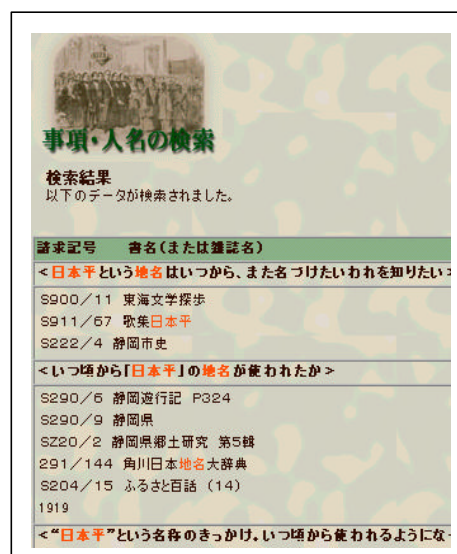 事項・人名の検索
検索結果
以下のデータが検索されました。
請求記号 書名(または雑誌名)
<日本平という地名はいつから、また名づけたいわれを知りたい>
S900/11 東海文学探歩
S911/67 歌集日本平
S222/4 静岡市史
<いつ頃から「日本平」の地名が使われたか>
S290/6 静岡遊行記 P324
S290/9 静岡県
SZ20/2 静岡県郷土研究 第5輯
291/144 角川日本地名大辞典
S204/15 ふるさと百話 (14)
1919
<“日本平”という名称のきっかけ。いつ頃から使われるようにな